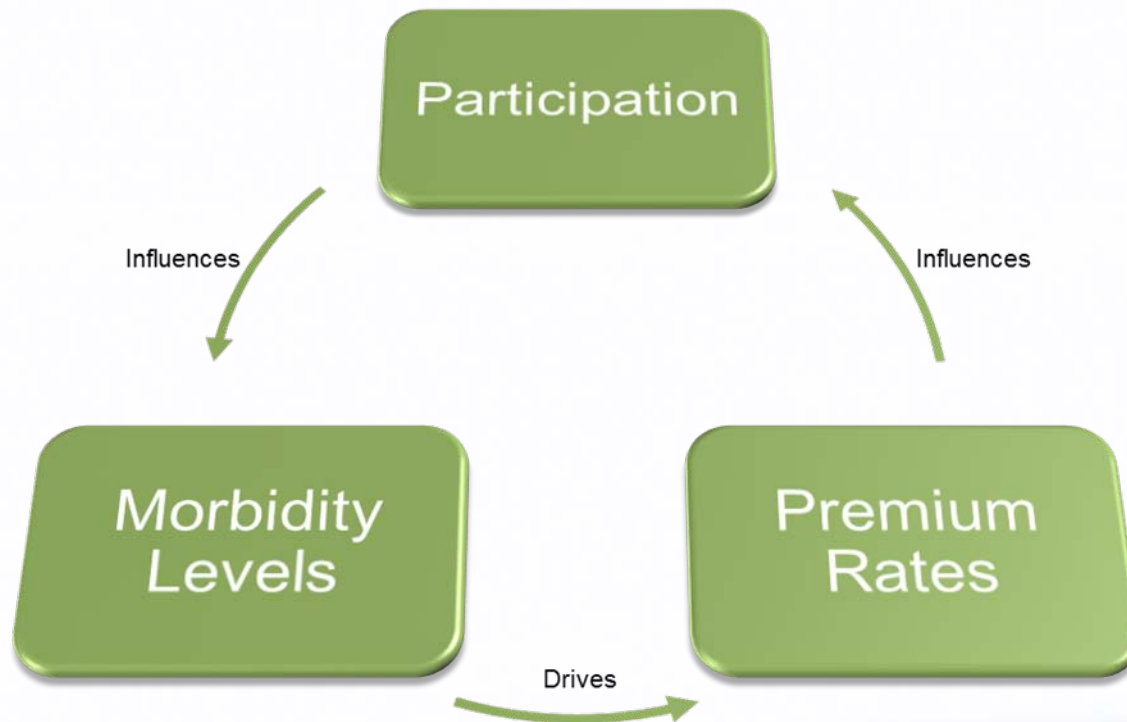 Participation
Influences
Influences
Morbidity
Levels
Premium
Rates
Drives